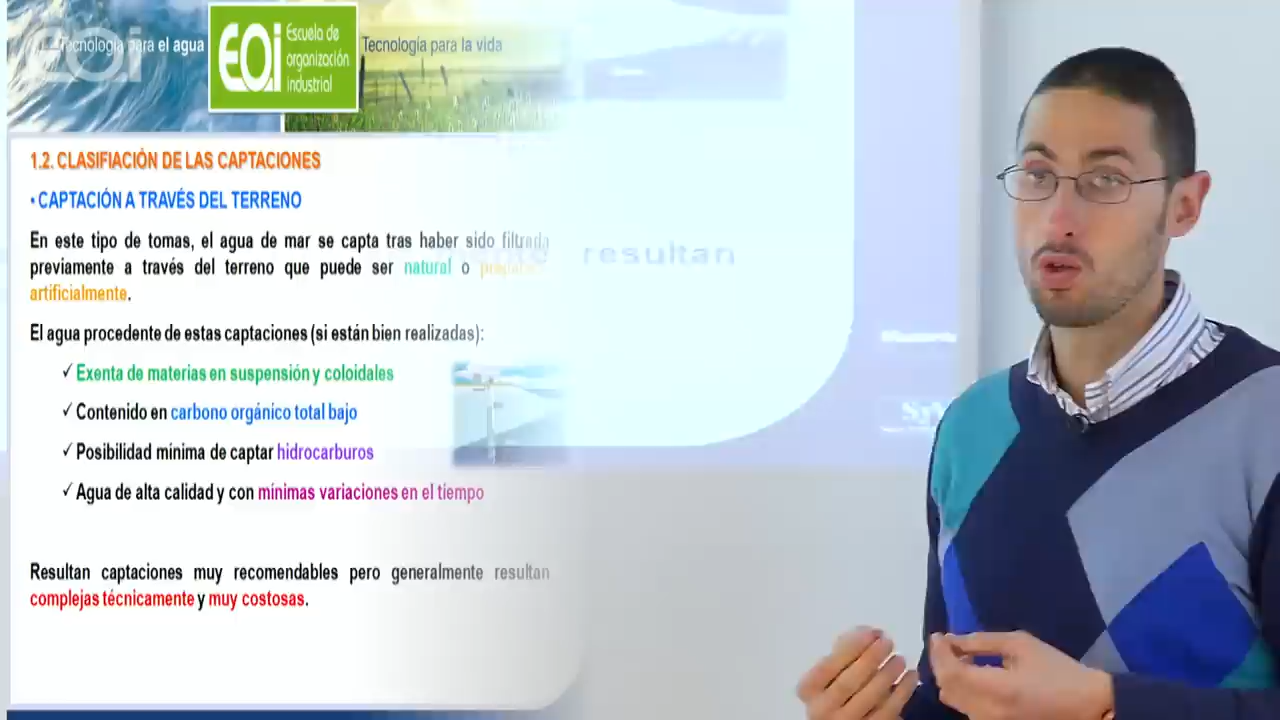 Tecnología para el agua
EOi
Escuela de
organización
industrial
Tecnología para la vida
EOi
1.2. CLASIFIACIÓN DE LAS CAPTACIONES
• CAPTACIÓN A TRAVÉS DEL TERRENO
En este tipo de tomas, el agua de mar se capta tras haber sido filtrada
previamente a través del terreno que puede ser natural o
artificialmente.
resultan
El agua procedente de estas captaciones (si están bien realizadas):
✓ Exenta de materias en suspensión y coloidales
✓ Contenido en carbono orgánico total bajo
✓ Posibilidad mínima de captar hidrocarburos
✓ Agua de alta calidad y con mínimas variaciones en el tiempo
Resultan captaciones muy recomendables pero generalmente resultan
complejas técnicamente y muy costosas.